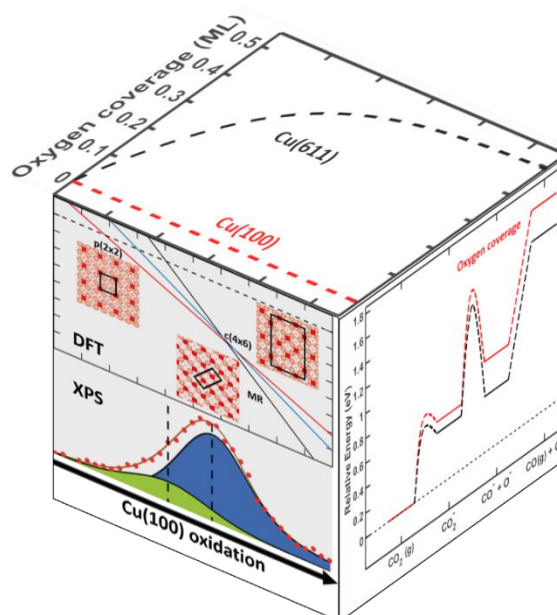 Oxygen coverage (ML)
0.5
0.4
0.3
0.2
0.1
0
Cu(611)
Cu(100)
p(2x2)
c(4x6)
MR
DFT
XPS
Cu(100) oxidation
Oxygen coverage
Relative Energy (eV)
1.8
1.6
1.4
1.2
1.0
0.8
0.6
0.4
0.2
0
CO₂ (g)
CO₂*
CO* + O*
CO(g) +